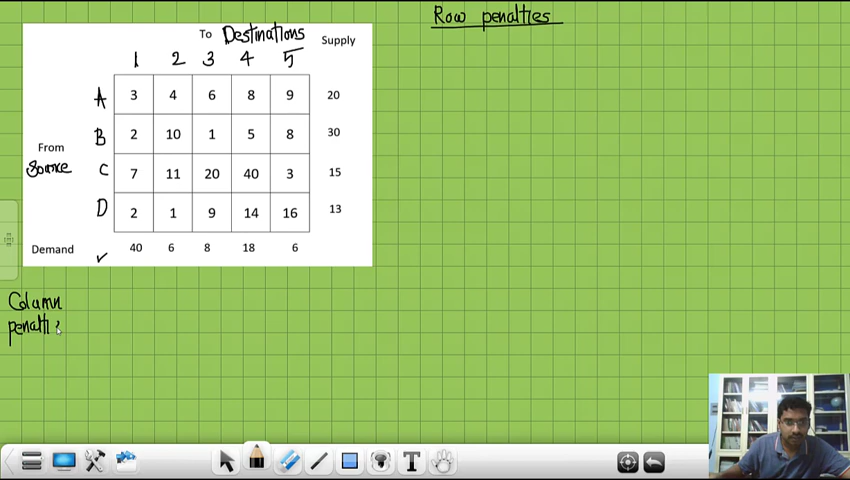 Row penalties
To Destinations Supply
1 2 3 4 5
A 3 4 6 8 9 20
B 2 10 1 5 8 30
From
Source C 7 11 20 40 3 15
D 2 1 9 14 16 13
Demand 40 6 8 18 6
Column
penalti
T